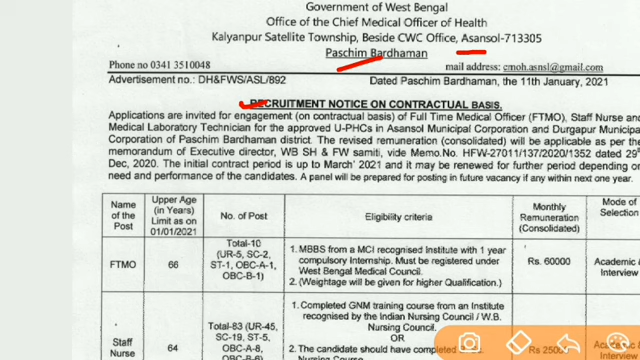 Government of West Bengal
Office of the Chief Medical Officer of Health
Kalyanpur Satellite Township, Beside CWC Office, Asansol-713305
Paschim Bardhaman
Phone no 0341 3510048 mail address: cmoh.asnsl@gmail.com
Advertisement no.: DH&FWS/ASL/892 Dated Paschim Bardhaman, the 11th January, 2021
RECRUITMENT NOTICE ON CONTRACTUAL BASIS.
Applications are invited for engagement (on contractual basis) of Full Time Medical Officer (FTMO), Staff Nurse and
Medical Laboratory Technician for the approved U-PHCs in Asansol Municipal Corporation and Durgapur Municipal
Corporation of Paschim Bardhaman district. The revised remuneration (consolidated) will be applicable as per the
memorandum of Executive director, WB SH & FW samiti, vide Memo.No. HFW-27011/137/2020/1352 dated 29
Dec, 2020. The initial contract period is up to March' 2021 and it may be renewed for further period depending on
need and performance of the candidates. A panel will be prepared for posting in future vacancy if any within next one year.
Name of the Post
Upper Age (in Years) Limit as on 01/01/2021
No. of Post
Eligibility criteria
Monthly Remuneration (Consolidated)
Mode of Selection
FTMO
66
Total-10 (UR-5, SC-2, ST-1, OBC-A-1, OBC-B-1)
1. MBBS from a MCI recognised Institute with 1 year
compulsory Internship. Must be registered under
West Bengal Medical Council.
2. (Weightage will be given for higher Qualification.)
Rs. 60000
Academic &
Interview
Staff Nurse
64
Total-83 (UR-45, SC-19, ST-5, OBC-A-8,
1. Completed GNM training course from an Institute
recognised by the Indian Nursing Council / W.B.
Nursing Council.
OR
2. The candidate should have completed
Rs 25000
Interview